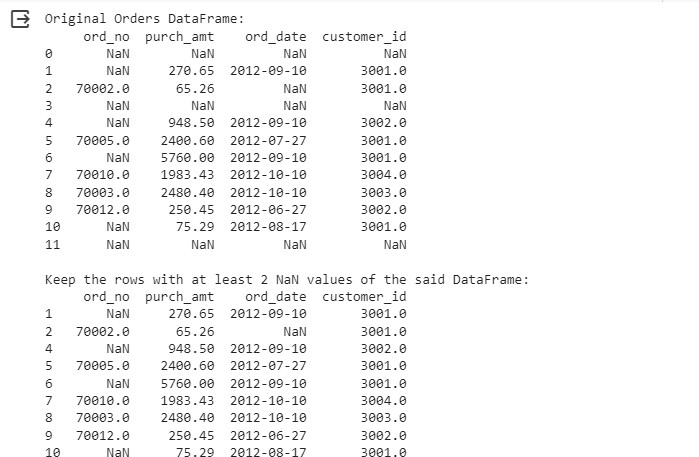 Original Orders DataFrame:
ord_no purch_amt ord_date customer_id
0 NaN NaN NaN NaN
1 NaN 270.65 2012-09-10 3001.0
2 70002.0 65.26 NaN 3001.0
3 NaN NaN NaN NaN
4 NaN 948.50 2012-09-10 3002.0
5 70005.0 2400.60 2012-07-27 3001.0
6 NaN 5760.00 2012-09-10 3001.0
7 70010.0 1983.43 2012-10-10 3004.0
8 70003.0 2480.40 2012-10-10 3003.0
9 70012.0 250.45 2012-06-27 3002.0
10 NaN 75.29 2012-08-17 3001.0
11 NaN NaN NaN NaN
Keep the rows with at least 2 NaN values of the said DataFrame:
ord_no purch_amt ord_date customer_id
1 NaN 270.65 2012-09-10 3001.0
2 70002.0 65.26 NaN 3001.0
4 NaN 948.50 2012-09-10 3002.0
5 70005.0 2400.60 2012-07-27 3001.0
6 NaN 5760.00 2012-09-10 3001.0
7 70010.0 1983.43 2012-10-10 3004.0
8 70003.0 2480.40 2012-10-10 3003.0
9 70012.0 250.45 2012-06-27 3002.0
10 NaN 75.29 2012-08-17 3001.0